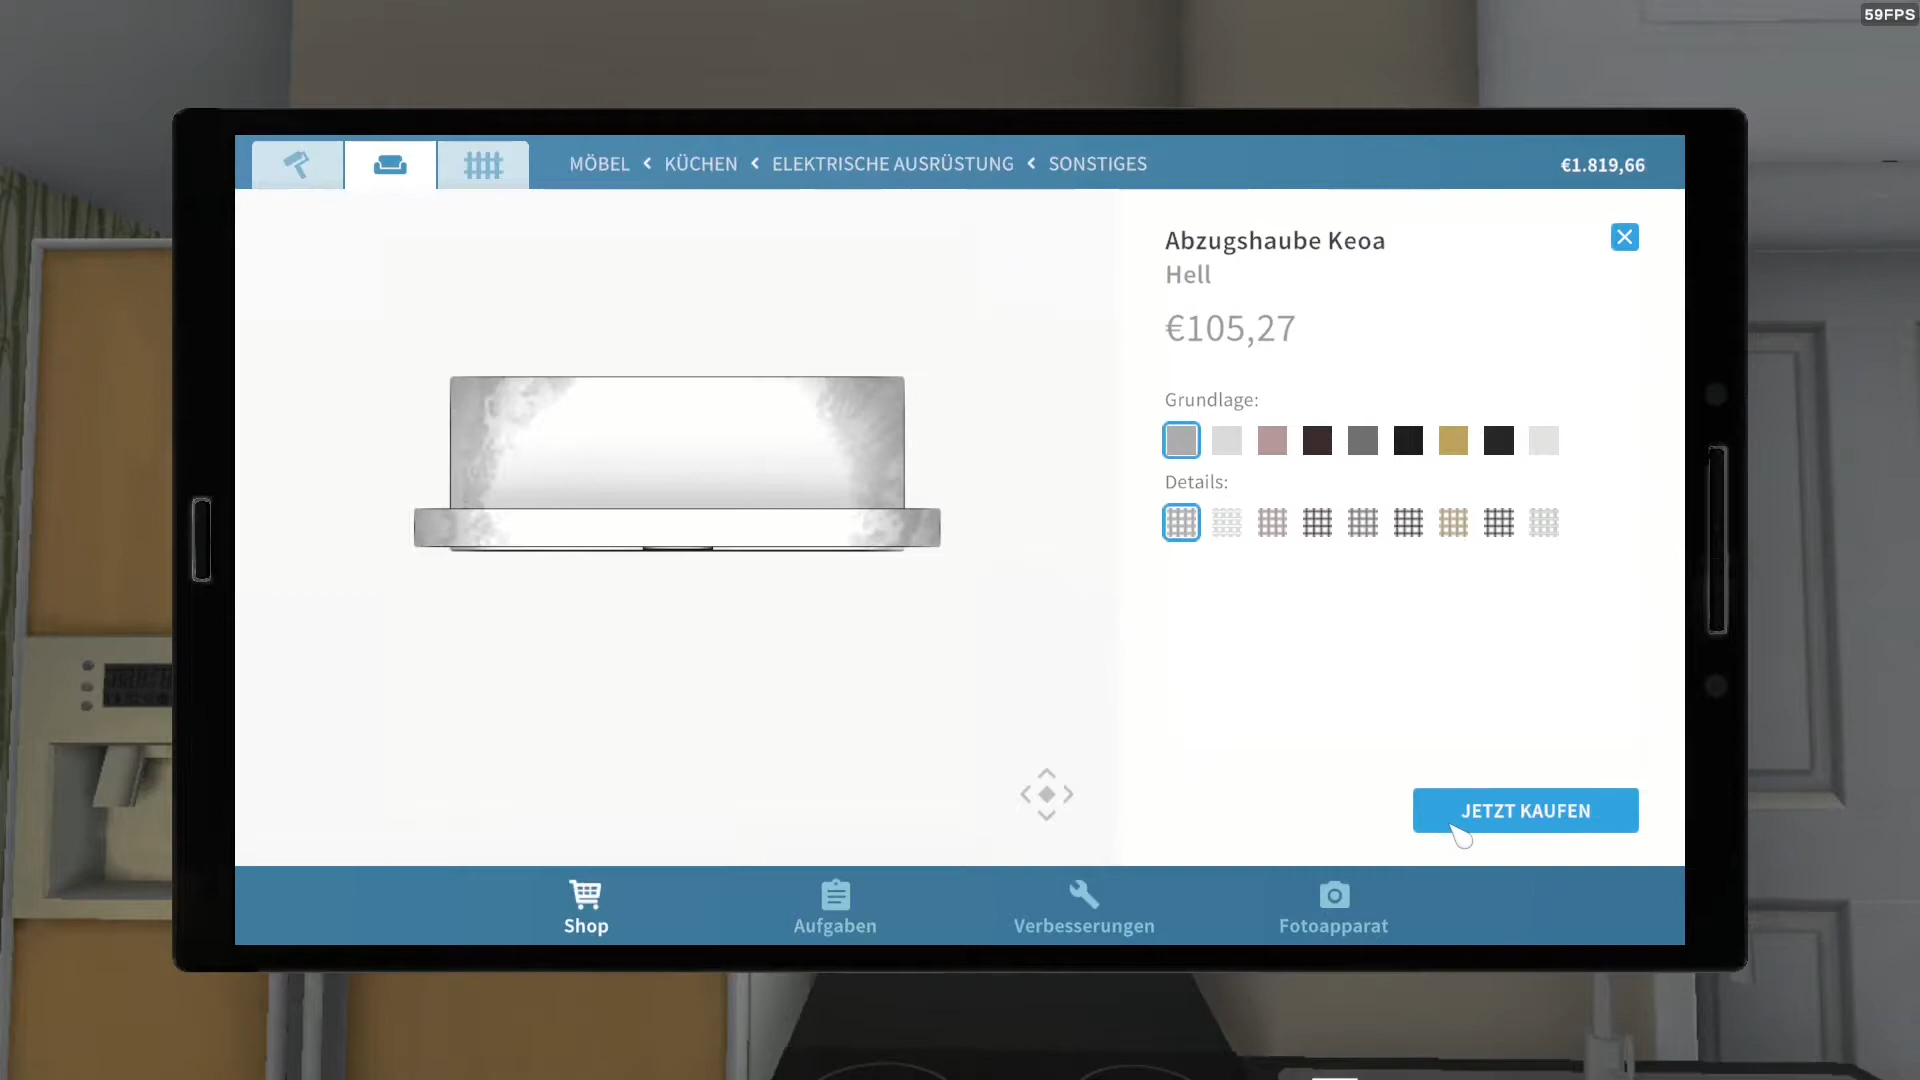 59FPS
MÖBEL < KÜCHEN < ELEKTRISCHE AUSRÜSTUNG < SONSTIGES
€1.819,66
Abzugshaube Keoa
Hell
€105,27
Grundlage:
Details:
JETZT KAUFEN
Shop
Aufgaben
Verbesserungen
Fotoapparat